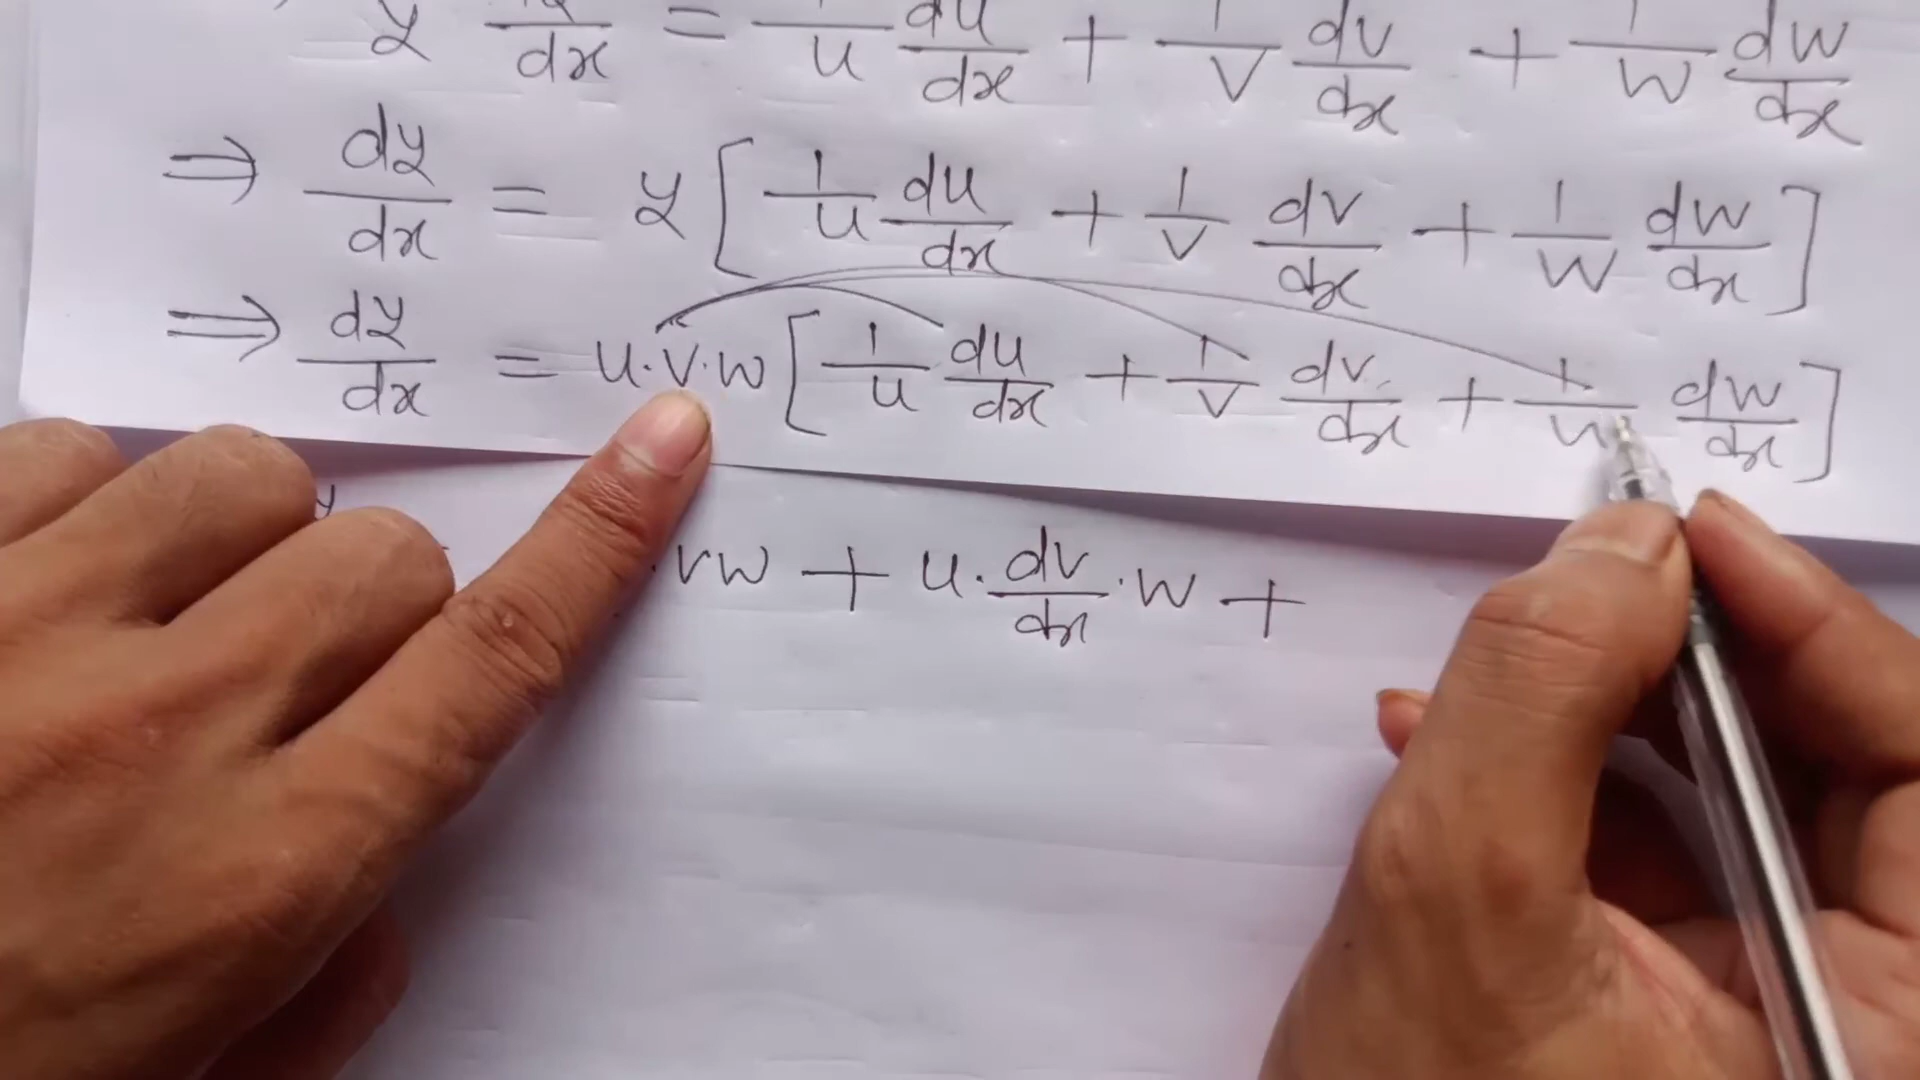 y dx = 1/u du/dx + 1/v dv/dx + 1/w dw/dx
⇒ dy/dx = y [ 1/u du/dx + 1/v dv/dx + 1/w dw/dx ]
⇒ dy/dx = u·v·w [ 1/u du/dx + 1/v dv/dx + 1/w dw/dx ]
y ·vw + u·dv/dx·w +